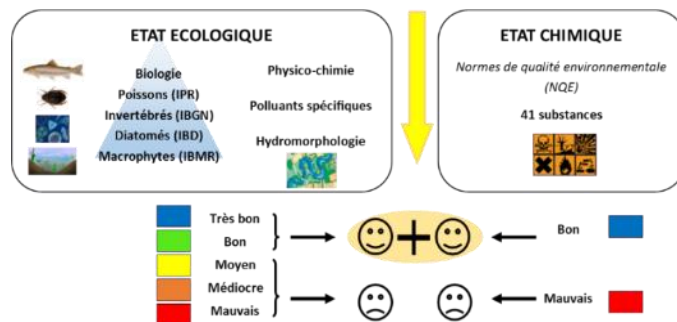 ETAT ECOLOGIQUE
Biologie
Poissons (IPR)
Invertébrés (IBGN)
Diatomés (IBD)
Macrophytes (IBMR)
Physico-chimie
Polluants spécifiques
Hydromorphologie
ETAT CHIMIQUE
Normes de qualité environnementale
(NQE)
41 substances
Très bon
Bon
Moyen
Médiocre
Mauvais
Bon
Mauvais